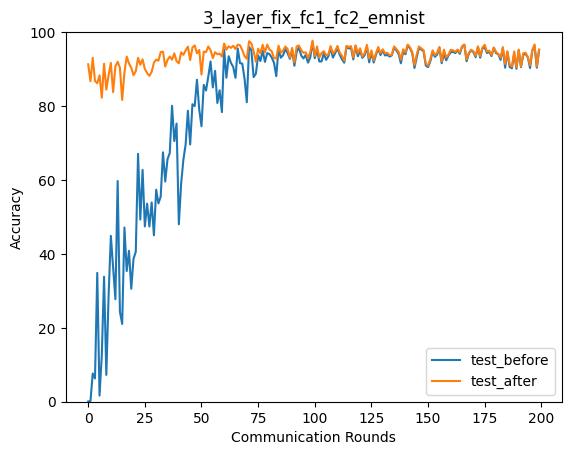 3_layer_fix_fc1_fc2_emnist
100
80
60
40
20
0
Accuracy
0 25 50 75 100 125 150 175 200
Communication Rounds
test_before
test_after